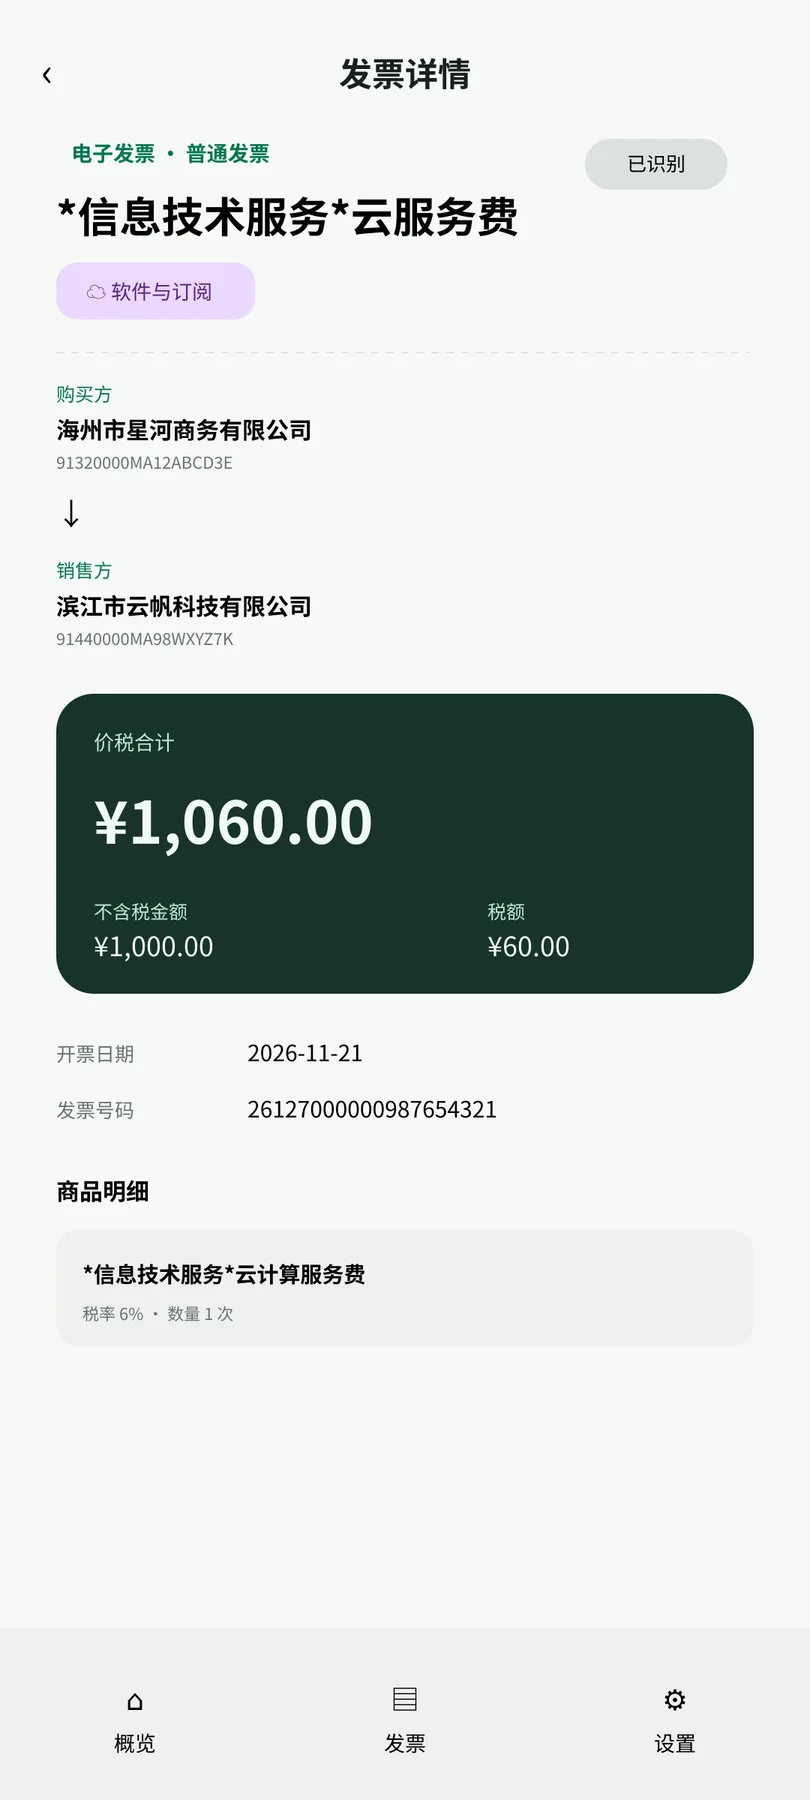 发票详情
电子发票 · 普通发票
已识别
*信息技术服务*云服务费
软件与订阅
购买方
海州市星河商务有限公司
91320000MA12ABCD3E
↓
销售方
滨江市云帆科技有限公司
91440000MA98WXYZ7K
价税合计
¥1,060.00
不含税金额 税额
¥1,000.00 ¥60.00
开票日期 2026-11-21
发票号码 26127000000987654321
商品明细
*信息技术服务*云计算服务费
税率 6% · 数量 1 次
概览 发票 设置